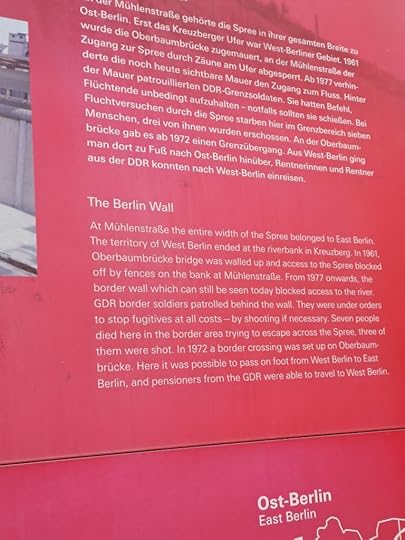 der Mühlenstraße gehörte die Spree in ihrer gesamten Breite zu
Ost-Berlin. Erst das Kreuzberger Ufer war West-Berliner Gebiet. 1961
wurde die Oberbaumbrücke zugemauert, an der Mühlenstraße der
Zugang zur Spree durch Zäune am Ufer abgesperrt. Ab 1977 verhin-
derte die noch heute sichtbare Mauer den Zugang zum Fluss. Hinter
der Mauer patrouillierten DDR-Grenzsoldaten. Sie hatten Befehl,
Flüchtende unbedingt aufzuhalten – notfalls sollten sie schießen. Bei
Fluchtversuchen durch die Spree starben hier im Grenzbereich sieben
Menschen, drei von ihnen wurden erschossen. An der Oberbaum-
brücke gab es ab 1972 einen Grenzübergang. Aus West-Berlin ging
man dort zu Fuß nach Ost-Berlin hinüber, Rentnerinnen und Rentner
aus der DDR konnten nach West-Berlin einreisen.
The Berlin Wall
At Mühlenstraße the entire width of the Spree belonged to East Berlin.
The territory of West Berlin ended at the riverbank in Kreuzberg. In 1961,
Oberbaumbrücke bridge was walled up and access to the Spree blocked
off by fences on the bank at Mühlenstraße. From 1977 onwards, the
border wall which can still be seen today blocked access to the river.
GDR border soldiers patrolled behind the wall. They were under orders
to stop fugitives at all costs – by shooting if necessary. Seven people
died here in the border area trying to escape across the Spree, three of
them were shot. In 1972 a border crossing was set up on Oberbaum-
brücke. Here it was possible to pass on foot from West Berlin to East
Berlin, and pensioners from the GDR were able to travel to West Berlin.
Ost-Berlin
East Berlin